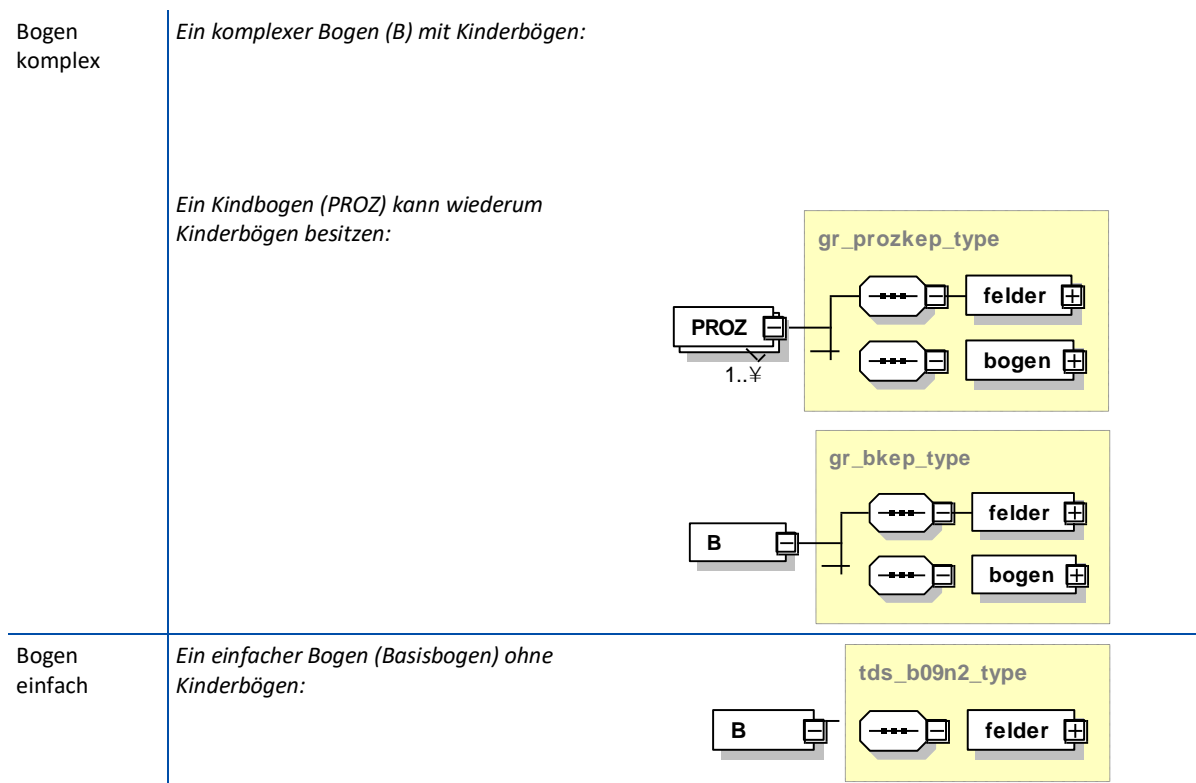 Bogen
komplex
Ein komplexer Bogen (B) mit Kinderbögen:
Ein Kindbogen (PROZ) kann wiederum
Kinderbögen besitzen:
gr_prozkep_type
felder
PROZ
bogen
1..¥
gr_bkep_type
felder
B
bogen
Bogen
einfach
Ein einfacher Bogen (Basisbogen) ohne
Kinderbögen:
tds_b09n2_type
B
felder